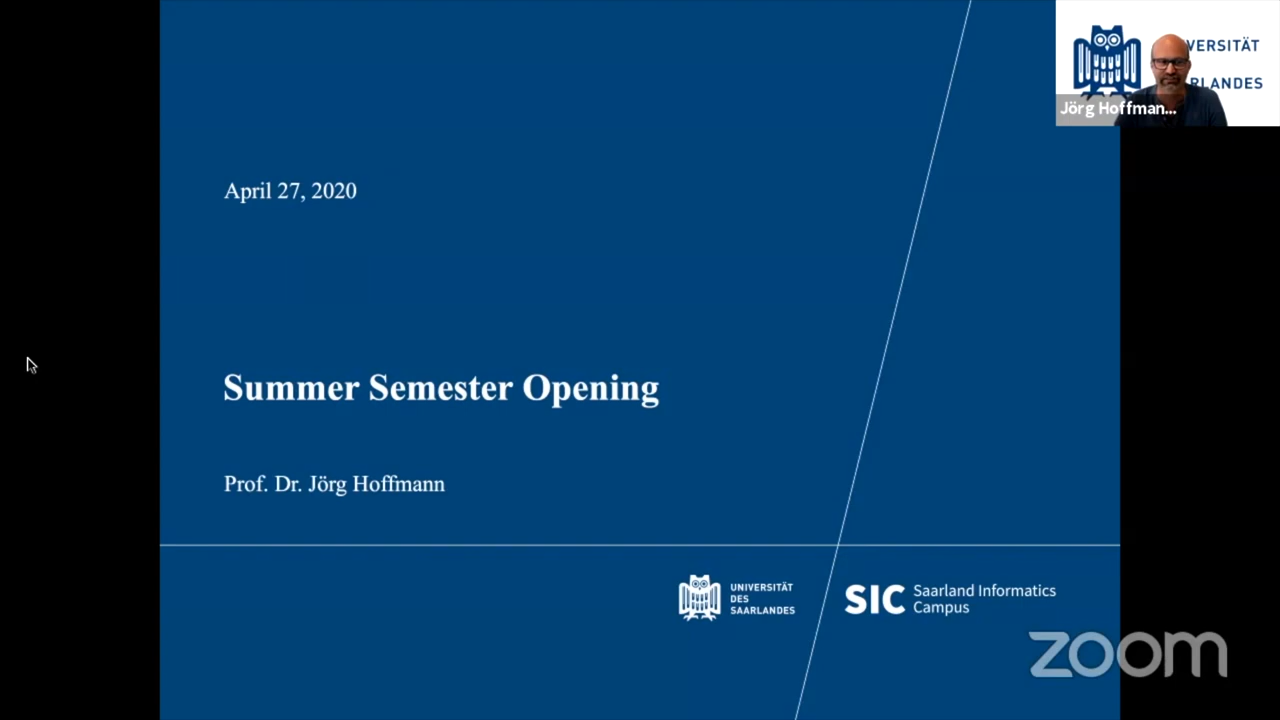 VERSITÄT
RLANDES
Jörg Hoffman...
April 27, 2020
Summer Semester Opening
Prof. Dr. Jörg Hoffmann
UNIVERSITÄT
DES
SAARLANDES
SIC Saarland Informatics
Campus
zoom